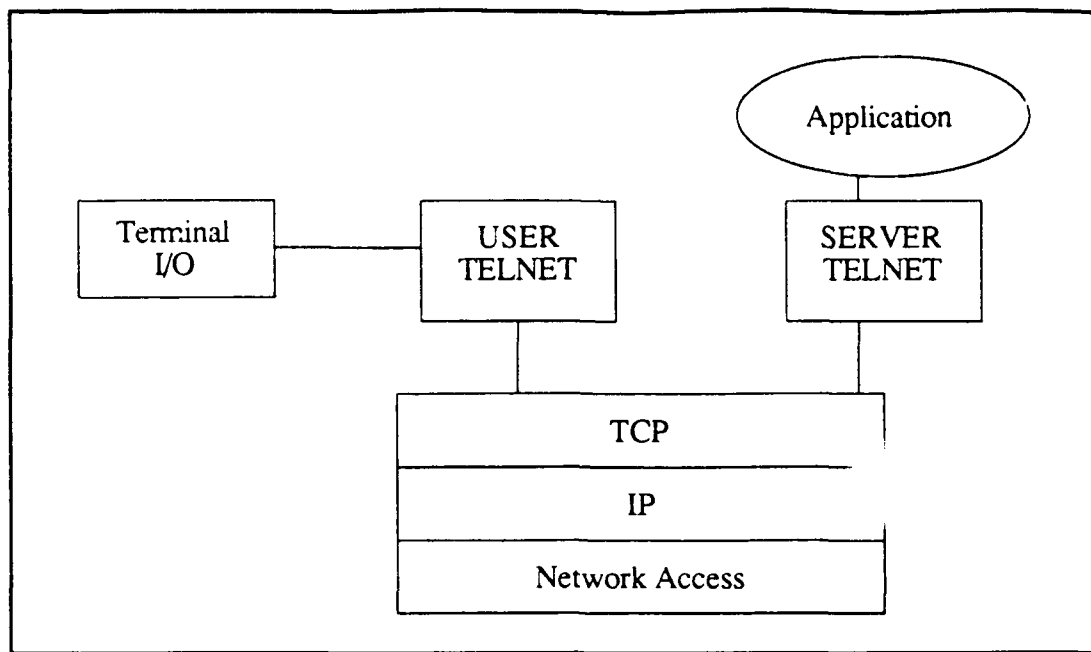 Application
Terminal
I/O
USER
TELNET
SERVER
TELNET
TCP
IP
Network Access